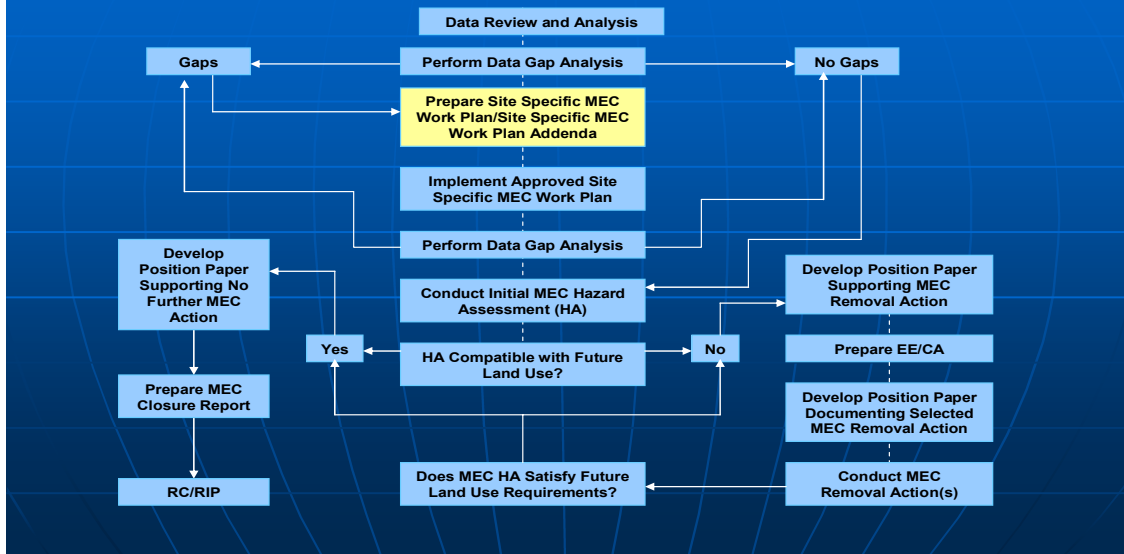 Data Review and Analysis
Gaps
Perform Data Gap Analysis
No Gaps
Prepare Site Specific MEC
Work Plan/Site Specific MEC
Work Plan Addenda
Implement Approved Site
Specific MEC Work Plan
Perform Data Gap Analysis
Develop
Position Paper
Supporting No
Further MEC
Action
Conduct Initial MEC Hazard
Assessment (HA)
Develop Position Paper
Supporting MEC
Removal Action
Yes
HA Compatible with Future
Land Use?
No
Prepare EE/CA
Prepare MEC
Closure Report
Develop Position Paper
Documenting Selected
MEC Removal Action
RC/RIP
Does MEC HA Satisfy Future
Land Use Requirements?
Conduct MEC
Removal Action(s)